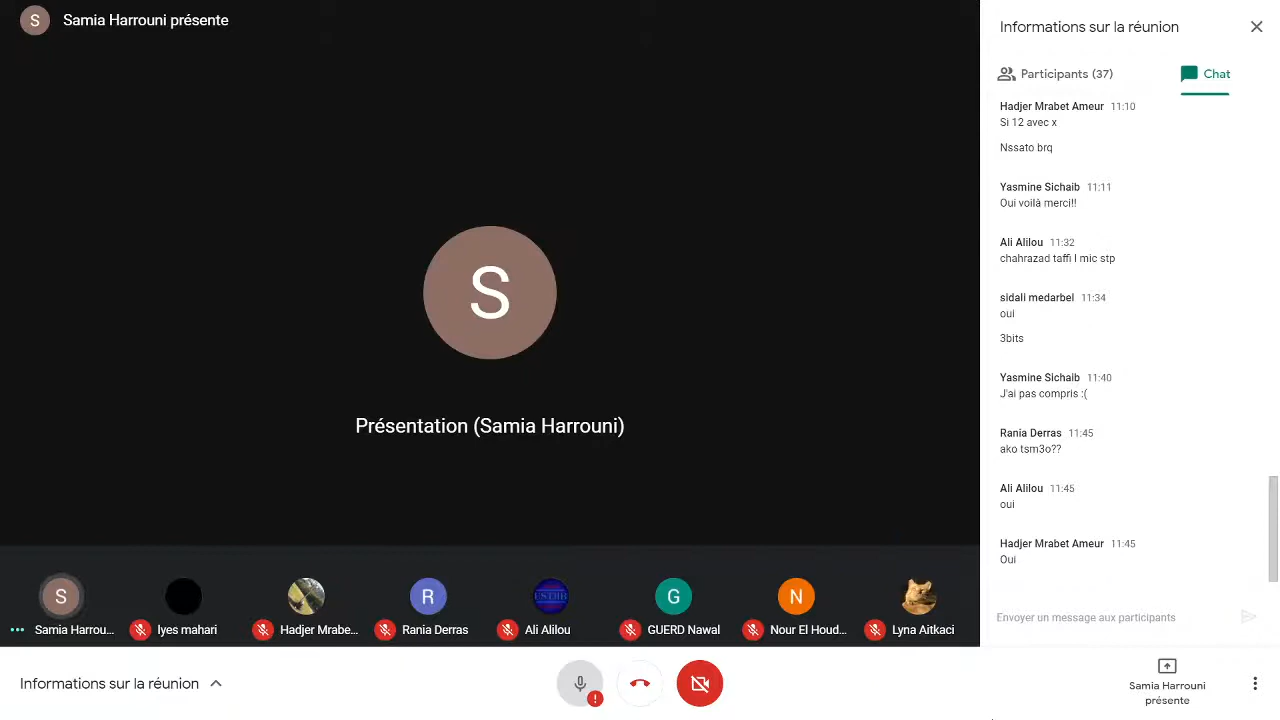 S Samia Harrouni présente
S
Présentation (Samia Harrouni)
S
R
ESTDIB
G
N
Samia Harrou...
lyes mahari
Hadjer Mrabe...
Rania Derras
Ali Alilou
GUERD Nawal
Nour El Houd...
Lyna Aitkaci
Informations sur la réunion
Participants (37)
Chat
Hadjer Mrabet Ameur 11:10
Si 12 avec x
Nssato brq
Yasmine Sichaib 11:11
Oui voilà merci!!
Ali Alilou 11:32
chahrazad taffi l mic stp
sidali medarbel 11:34
oui
3bits
Yasmine Sichaib 11:40
J'ai pas compris :(
Rania Derras 11:45
ako tsm3o??
Ali Alilou 11:45
oui
Hadjer Mrabet Ameur 11:45
Oui
Envoyer un message aux participants
Informations sur la réunion
Samia Harrouni
présente